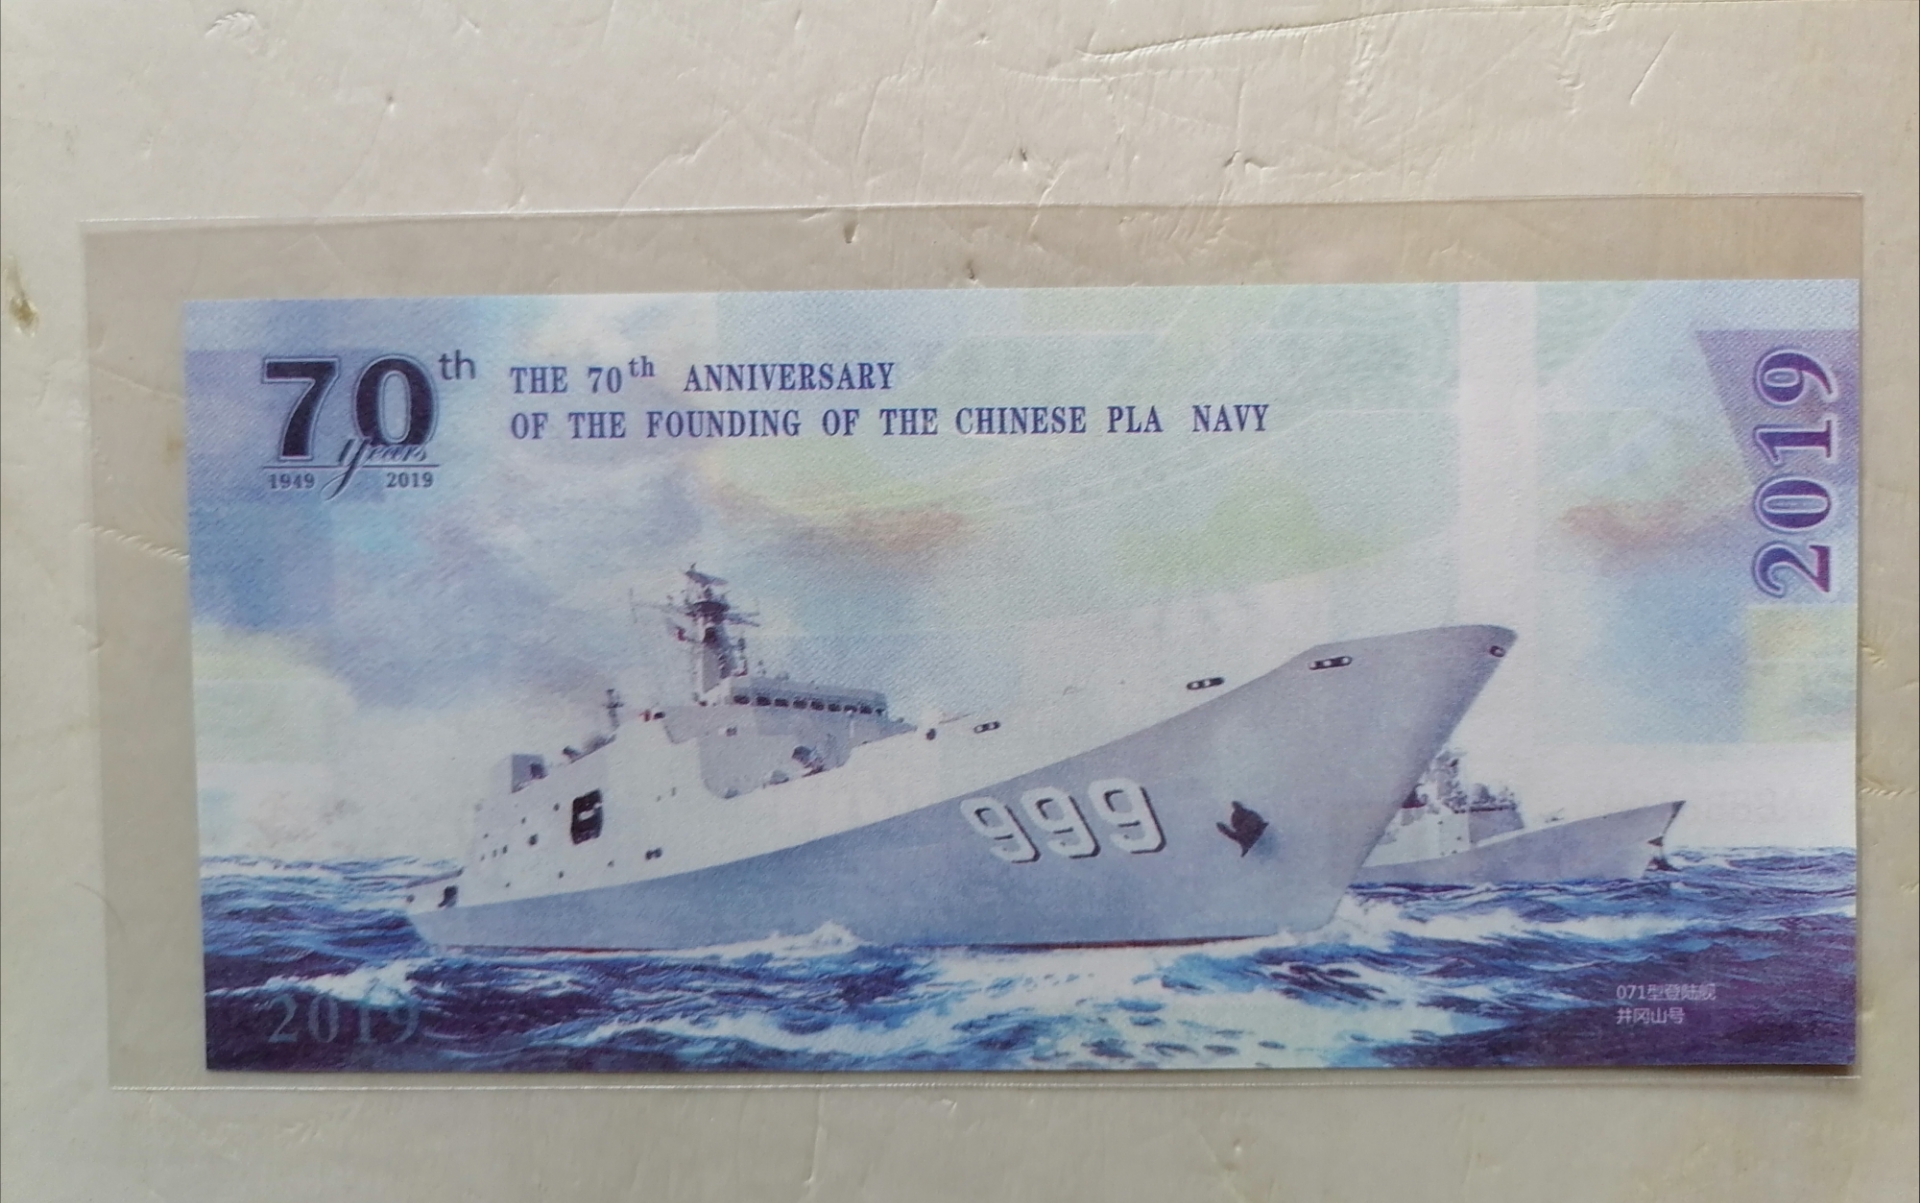 70th
years
1949 2019
THE 70th ANNIVERSARY
OF THE FOUNDING OF THE CHINESE PLA NAVY
2019
999
071型登陆舰
井冈山号
2019